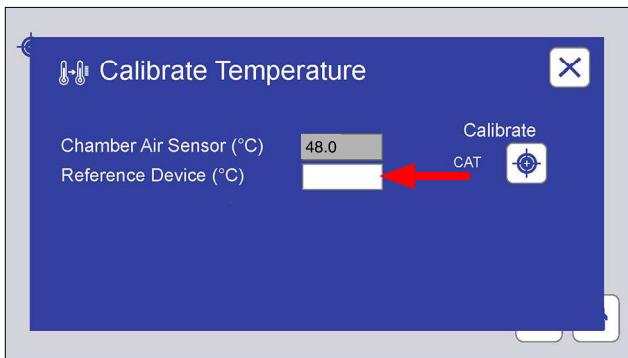 Calibrate Temperature
Chamber Air Sensor (°C) 48.0
Reference Device (°C)
Calibrate
CAT